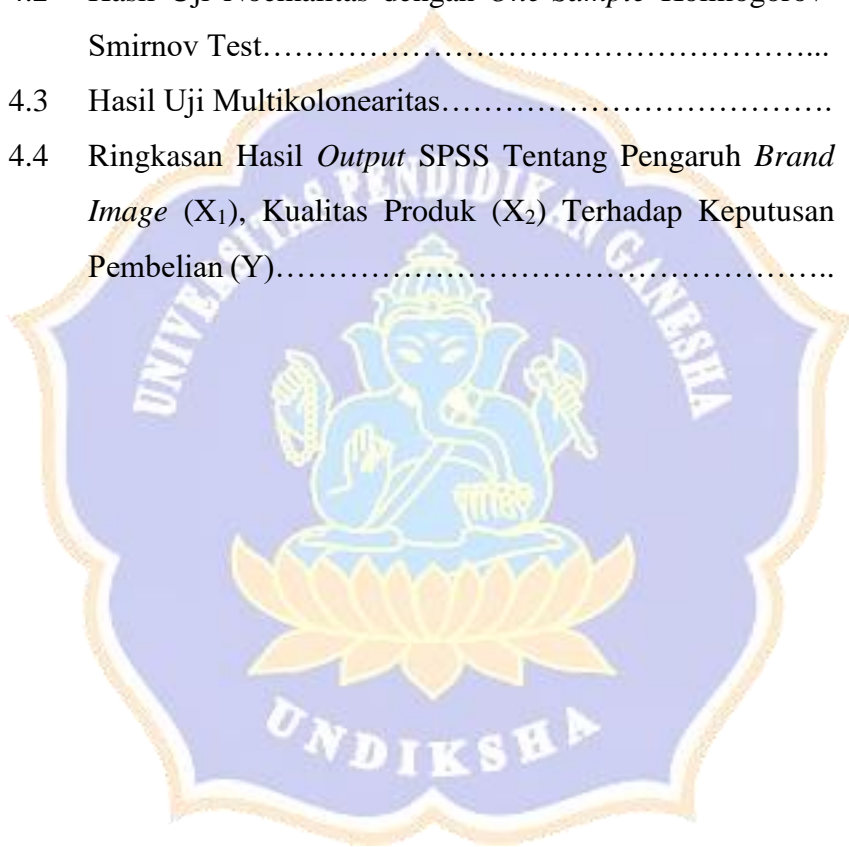 Smirnov Test…………………………………………...
4.3 Hasil Uji Multikolonearitas……………………………….
4.4 Ringkasan Hasil Output SPSS Tentang Pengaruh Brand
Image (X₁), Kualitas Produk (X₂) Terhadap Keputusan
Pembelian (Y)…………….………………………………..
UNIVERSITAS PENDIDIKAN GANESHA
UNDIKSHA